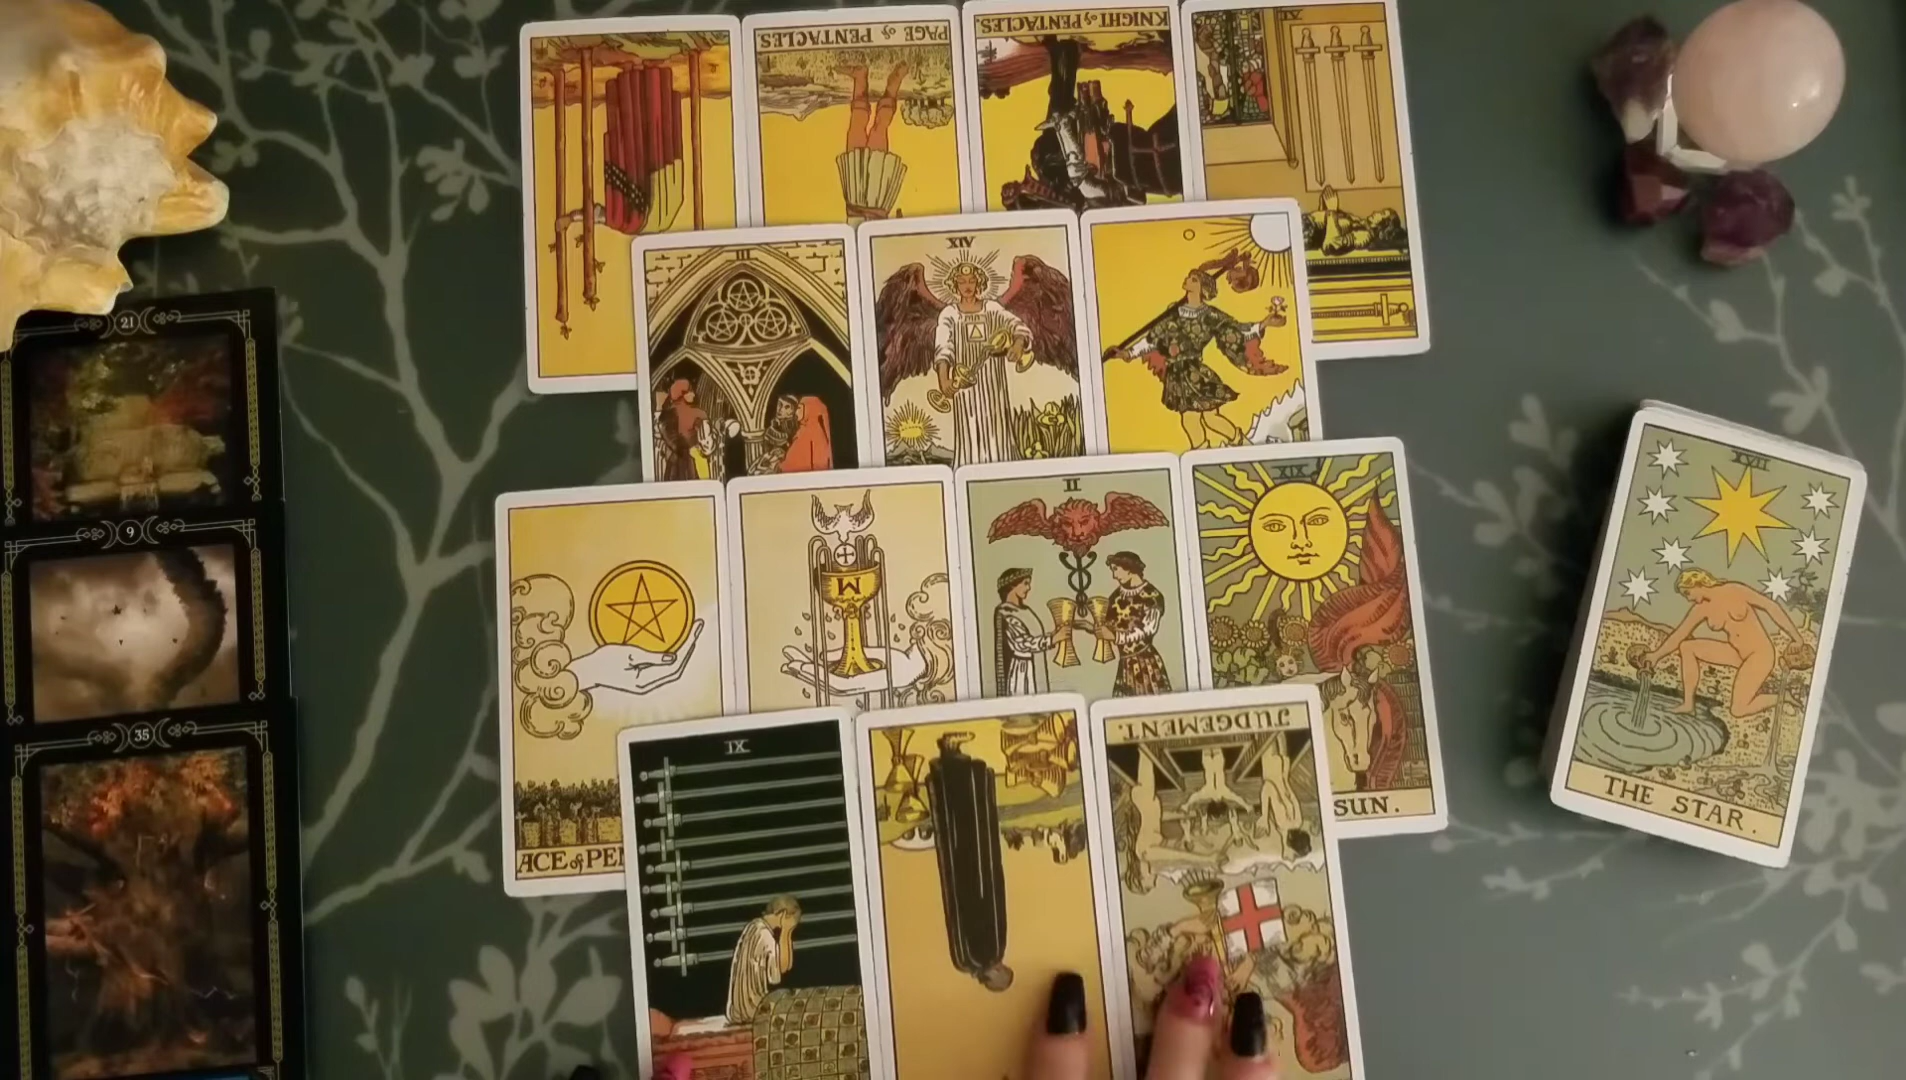 PAGE of PENTACLES.
KNIGHT of PENTACLES.
IV
III
XIV
21
9
35
II
XIX
W
XVII
ACE of PEN
SUN.
IX
JUDGEMENT.
THE STAR.